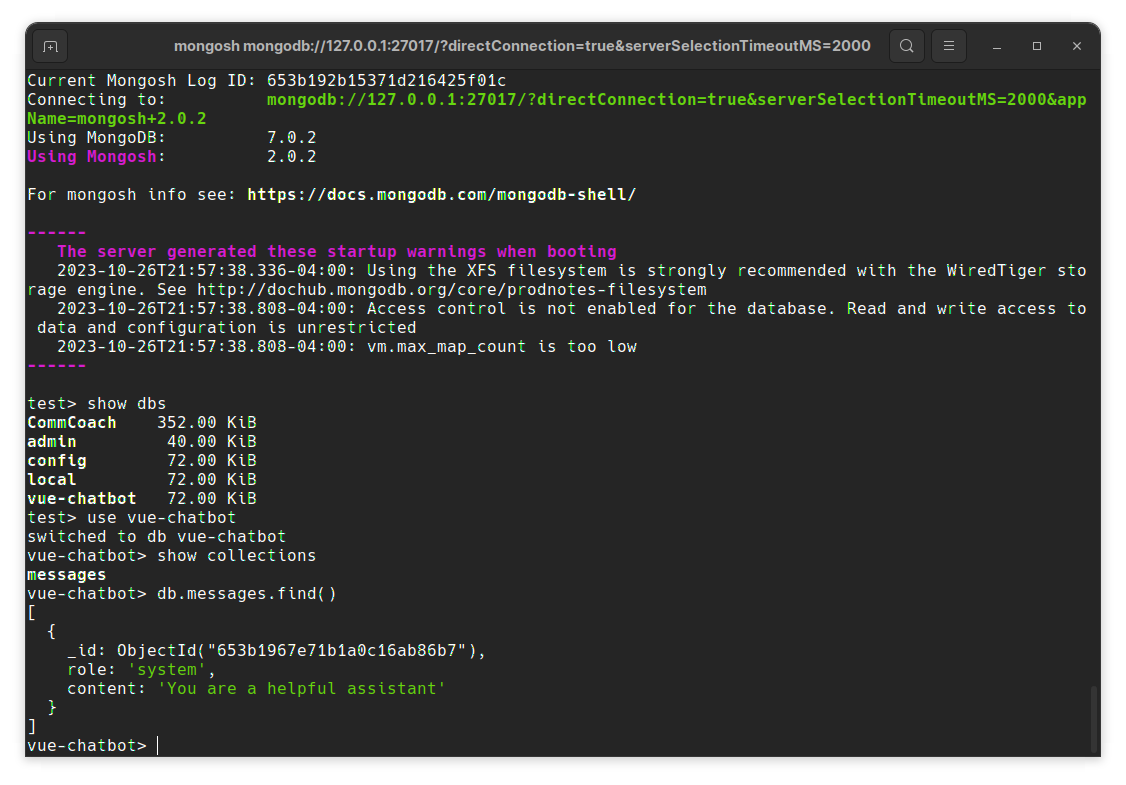 mongosh mongodb://127.0.0.1:27017/?directConnection=true&serverSelectionTimeoutMS=2000
Current Mongosh Log ID: 653b192b15371d216425f01c
Connecting to:          mongodb://127.0.0.1:27017/?directConnection=true&serverSelectionTimeoutMS=2000&app
Name=mongosh+2.0.2
Using MongoDB:          7.0.2
Using Mongosh:          2.0.2
For mongosh info see: https://docs.mongodb.com/mongodb-shell/
------
   The server generated these startup warnings when booting
   2023-10-26T21:57:38.336-04:00: Using the XFS filesystem is strongly recommended with the WiredTiger sto
rage engine. See http://dochub.mongodb.org/core/prodnotes-filesystem
   2023-10-26T21:57:38.808-04:00: Access control is not enabled for the database. Read and write access to
 data and configuration is unrestricted
   2023-10-26T21:57:38.808-04:00: vm.max_map_count is too low
------
test> show dbs
CommCoach    352.00 KiB
admin         40.00 KiB
config        72.00 KiB
local         72.00 KiB
vue-chatbot   72.00 KiB
test> use vue-chatbot
switched to db vue-chatbot
vue-chatbot> show collections
messages
vue-chatbot> db.messages.find()
[
  {
    _id: ObjectId("653b1967e71b1a0c16ab86b7"),
    role: 'system',
    content: 'You are a helpful assistant'
  }
]
vue-chatbot>